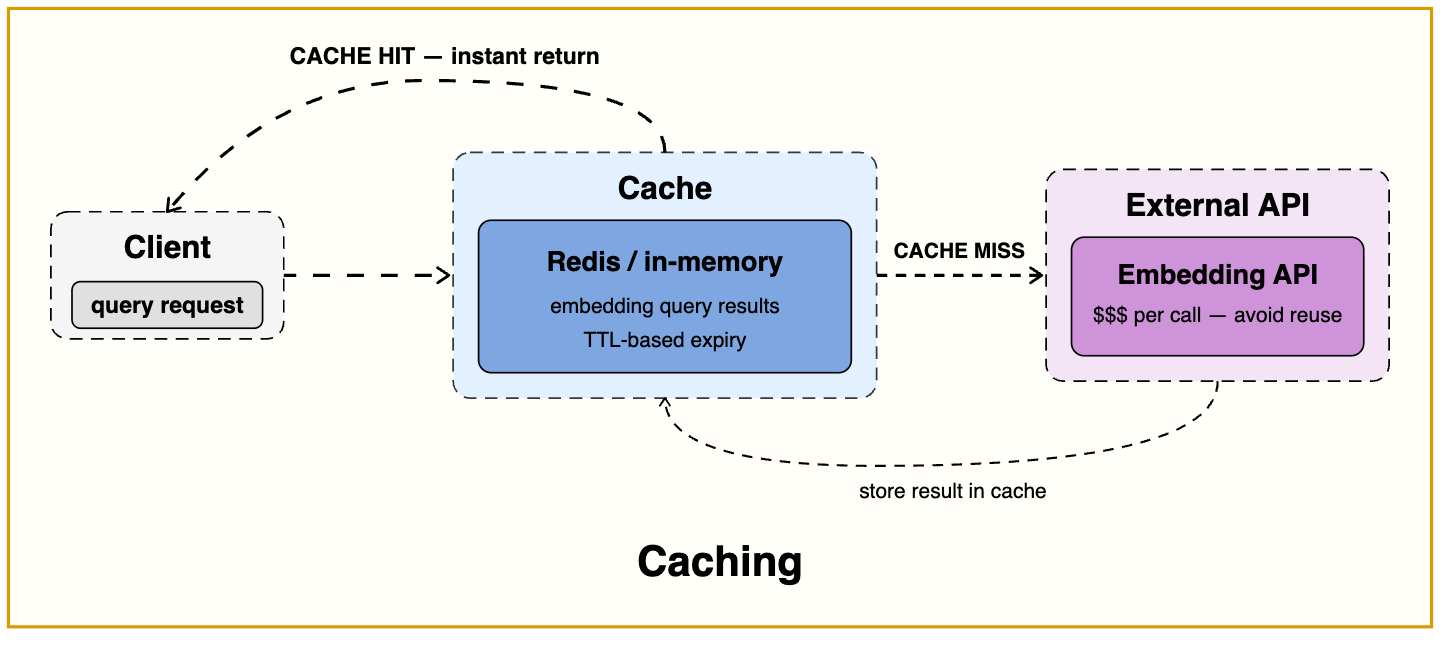 CACHE HIT — instant return
Client
query request
Cache
Redis / in-memory
embedding query results
TTL-based expiry
CACHE MISS
External API
Embedding API
$$$ per call — avoid reuse
store result in cache
Caching